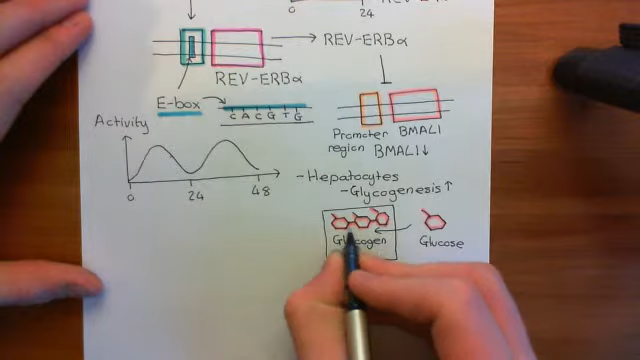 0
24
REV-ERBα
REV-ERBα
E-box
CACGTG
Promoter BMAL1
region BMAL1↓
Activity
0 24 48
-Hepatocytes
-Glycogenesis↑
Glycogen
Glucose